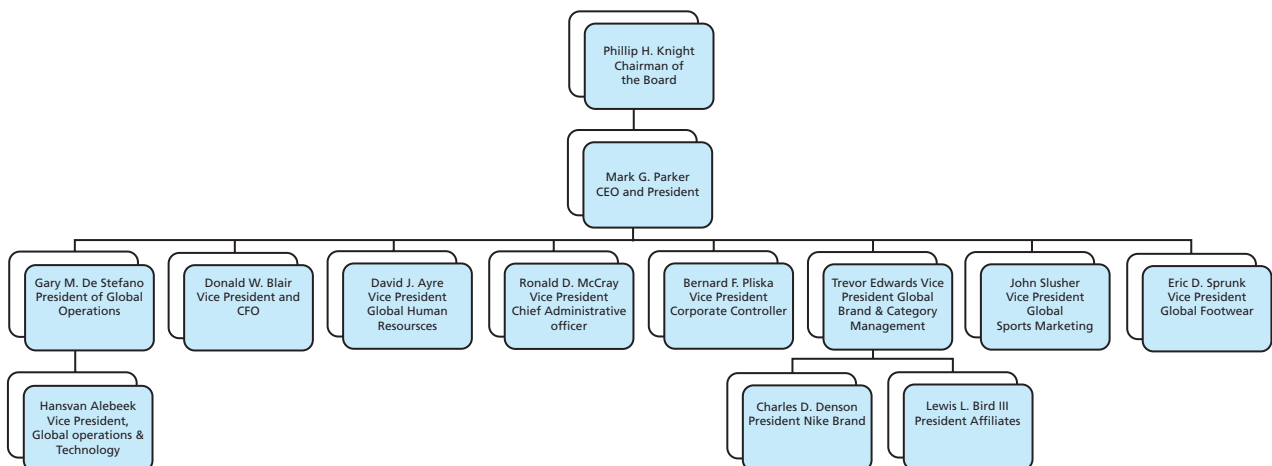 Phillip H. Knight
Chairman of
the Board
Mark G. Parker
CEO and President
Gary M. De Stefano
President of Global
Operations
Donald W. Blair
Vice President and
CFO
David J. Ayre
Vice President
Global Human
Resoursces
Ronald D. McCray
Vice President
Chief Administrative
officer
Bernard F. Pliska
Vice President
Corporate Controller
Trevor Edwards Vice
President Global
Brand & Category
Management
John Slusher
Vice President
Global
Sports Marketing
Eric D. Sprunk
Vice President
Global Footwear
Hansvan Alebeek
Vice President,
Global operations &
Technology
Charles D. Denson
President Nike Brand
Lewis L. Bird III
President Affiliates